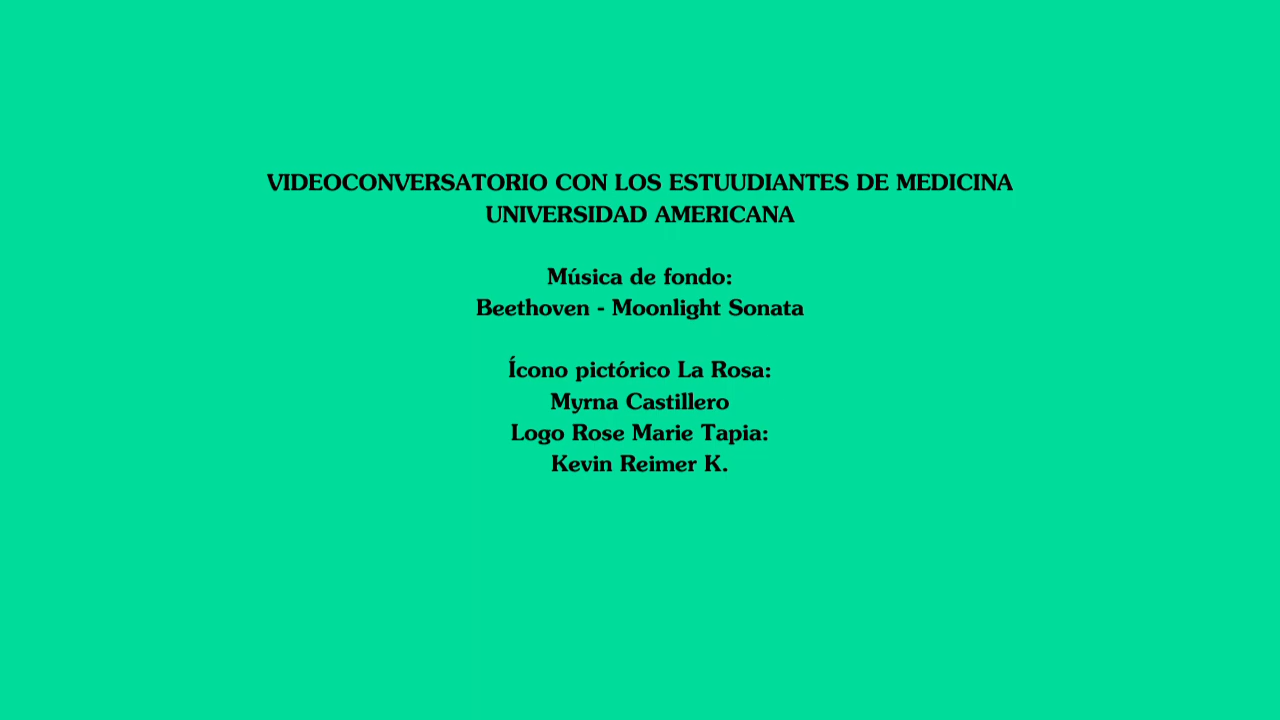 VIDEOCONVERSATORIO CON LOS ESTUUDIANTES DE MEDICINA
UNIVERSIDAD AMERICANA
Música de fondo:
Beethoven - Moonlight Sonata
Ícono pictórico La Rosa:
Myrna Castillero
Logo Rose Marie Tapia:
Kevin Reimer K.